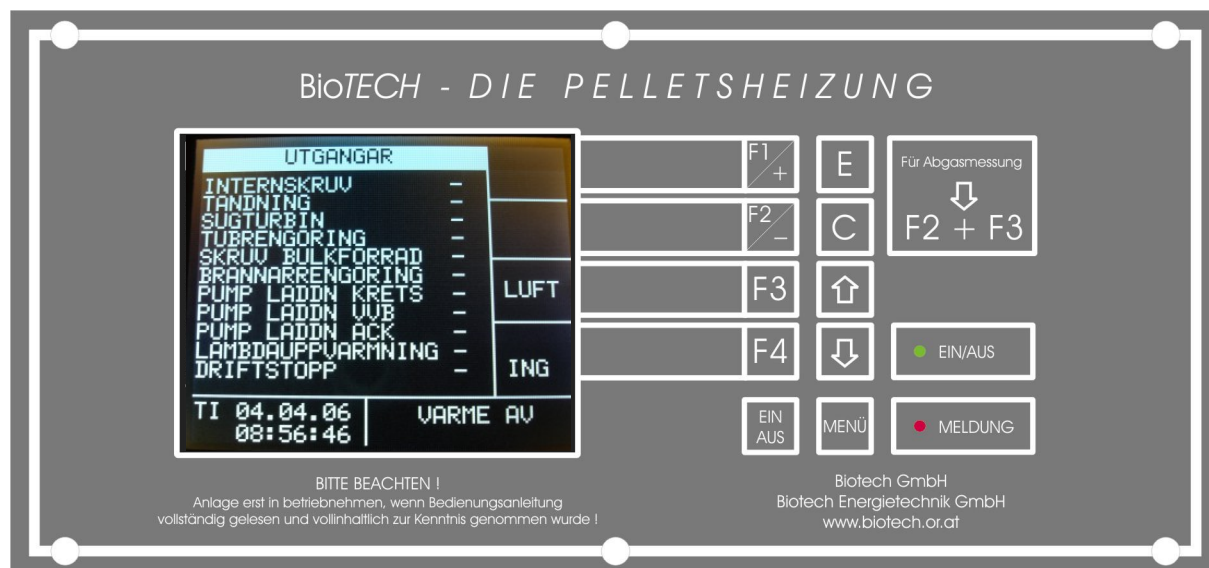 BioTECH - DIE PELLETSHEIZUNG
UTGANGAR
INTERNSKRUV -
TANDNING -
SUGTURBIN -
TUBRENGORING -
SKRUV BULKFORRAD -
BRANNARRENGORING -
PUMP LADDN KRETS -
PUMP LADDN VVB -
PUMP LADDN ACK -
LAMBDAUPPVARMNING -
DRIFTSTOPP -
LUFT
ING
TI 04.04.06
08:56:46
VARME AV
F1/+
F2/-
F3
F4
EIN
AUS
E
C
MENÜ
Für Abgasmessung
F2 + F3
EIN/AUS
MELDUNG
BITTE BEACHTEN !
Anlage erst in betriebnehmen, wenn Bedienungsanleitung
vollständig gelesen und vollinhaltlich zur Kenntnis genommen wurde !
Biotech GmbH
Biotech Energietechnik GmbH
www.biotech.or.at